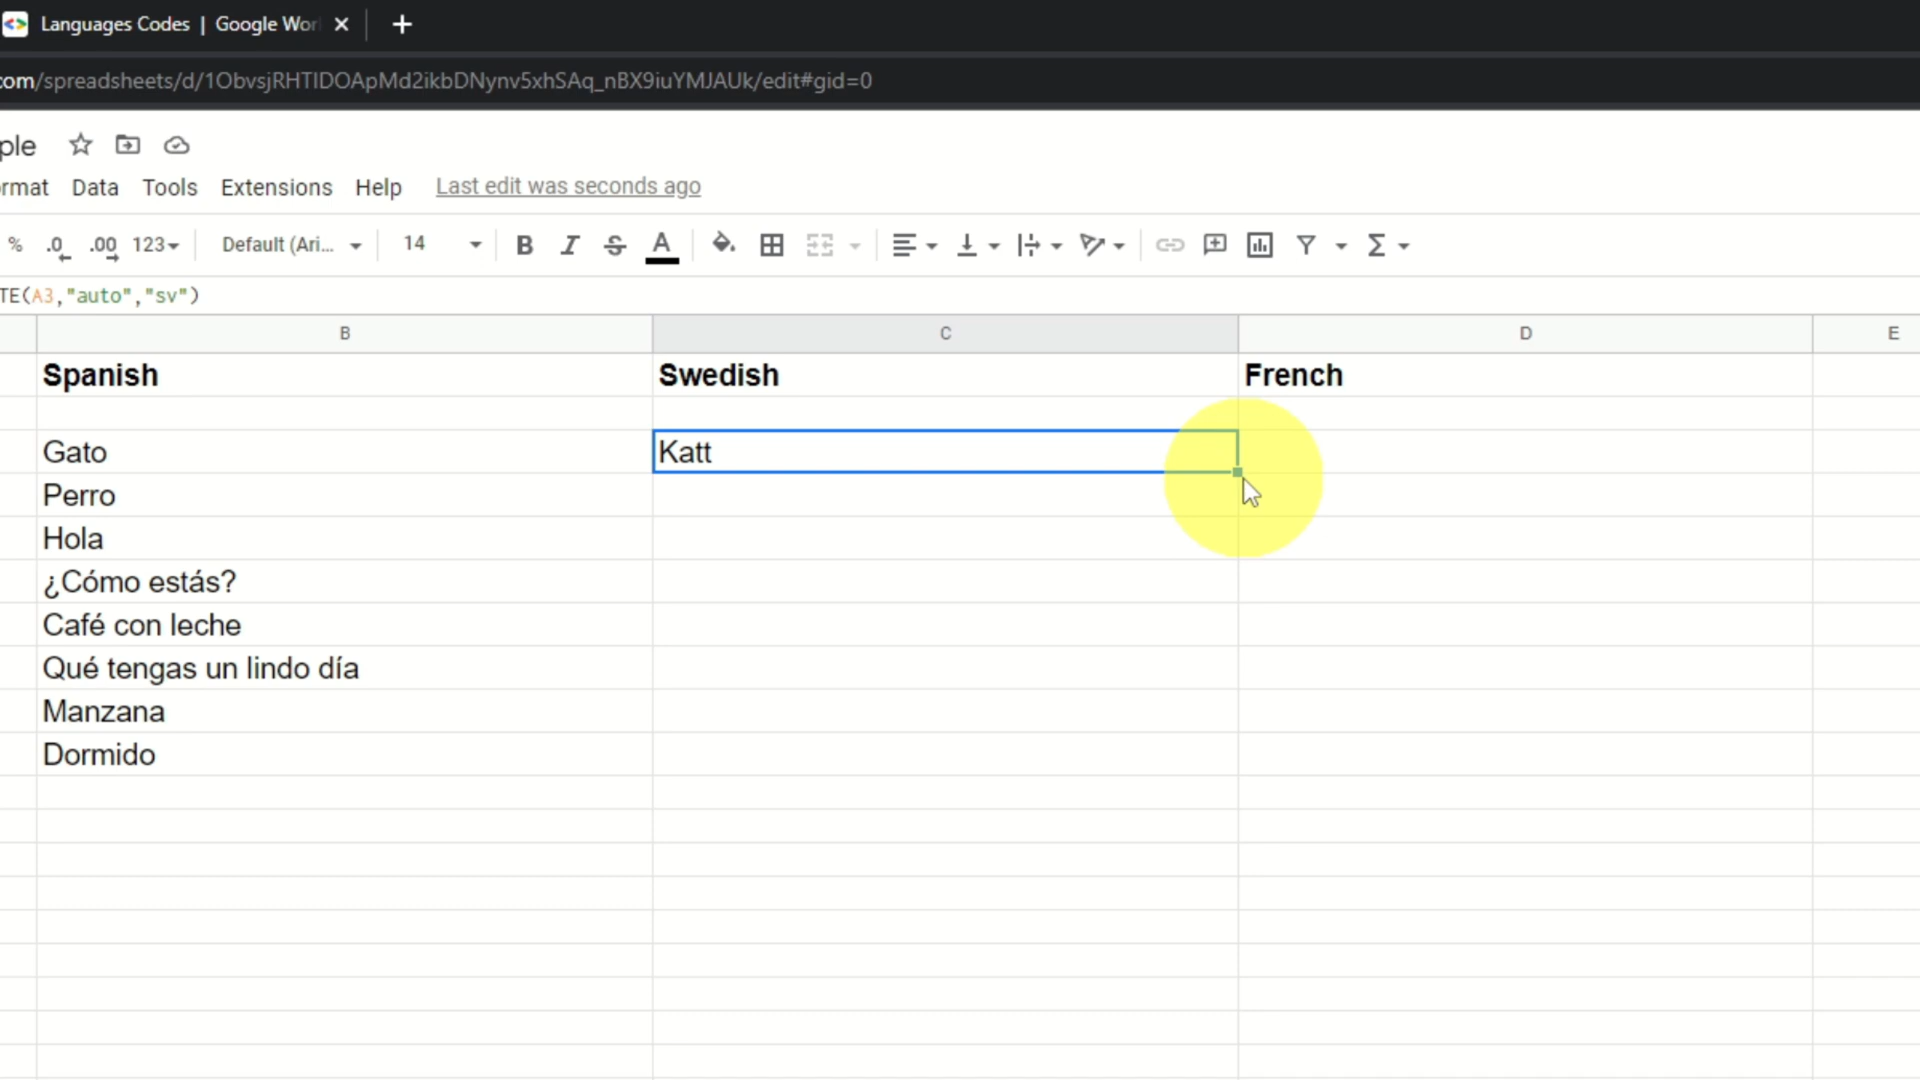 Languages Codes | Google Wor
com/spreadsheets/d/1ObvsjRHTIDOApMd2ikbDNynv5xhSAq_nBX9iuYMJAUk/edit#gid=0
ple
rmat Data Tools Extensions Help Last edit was seconds ago
% .0 .00 123 Default (Ari... 14 B I S A
TE(A3,"auto","sv")
B C D E
Spanish Swedish French
Gato Katt
Perro
Hola
¿Cómo estás?
Café con leche
Qué tengas un lindo día
Manzana
Dormido